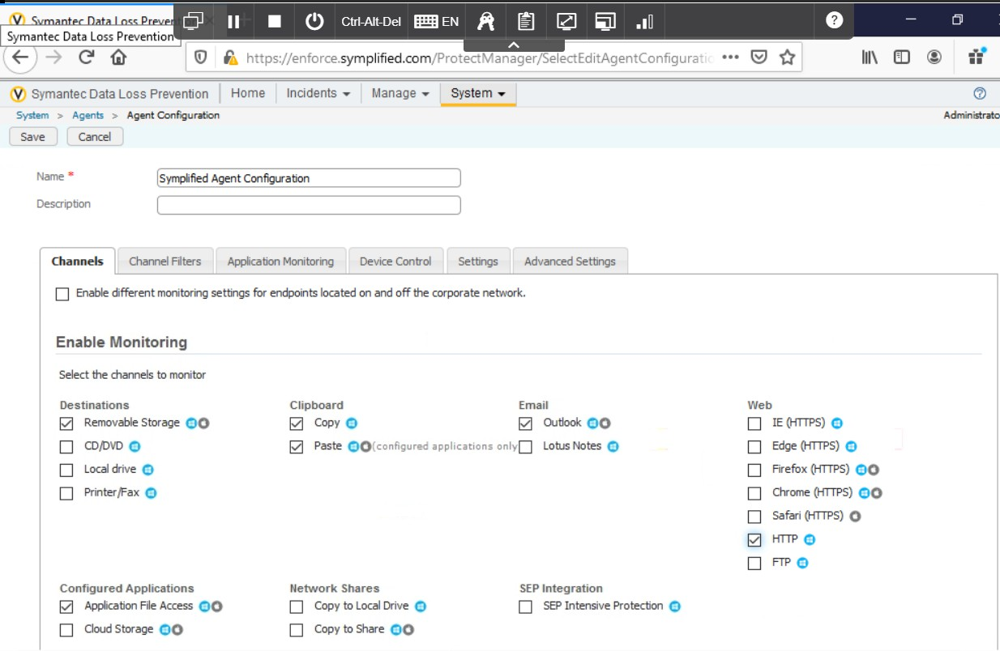 Symantec Data Loss Prevent
Ctrl-Alt-Del
EN
Symantec Data Loss Prevention
https://enforce.symplified.com/ProtectManager/SelectEditAgentConfiguratio
Symantec Data Loss Prevention
Home
Incidents
Manage
System
System > Agents > Agent Configuration
Administrato
Save
Cancel
Name *
Symplified Agent Configuration
Description
Channels
Channel Filters
Application Monitoring
Device Control
Settings
Advanced Settings
Enable different monitoring settings for endpoints located on and off the corporate network.
Enable Monitoring
Select the channels to monitor
Destinations
Removable Storage
CD/DVD
Local drive
Printer/Fax
Clipboard
Copy
Paste (configured applications only
Email
Outlook
Lotus Notes
Web
IE (HTTPS)
Edge (HTTPS)
Firefox (HTTPS)
Chrome (HTTPS)
Safari (HTTPS)
HTTP
FTP
Configured Applications
Application File Access
Cloud Storage
Network Shares
Copy to Local Drive
Copy to Share
SEP Integration
SEP Intensive Protection